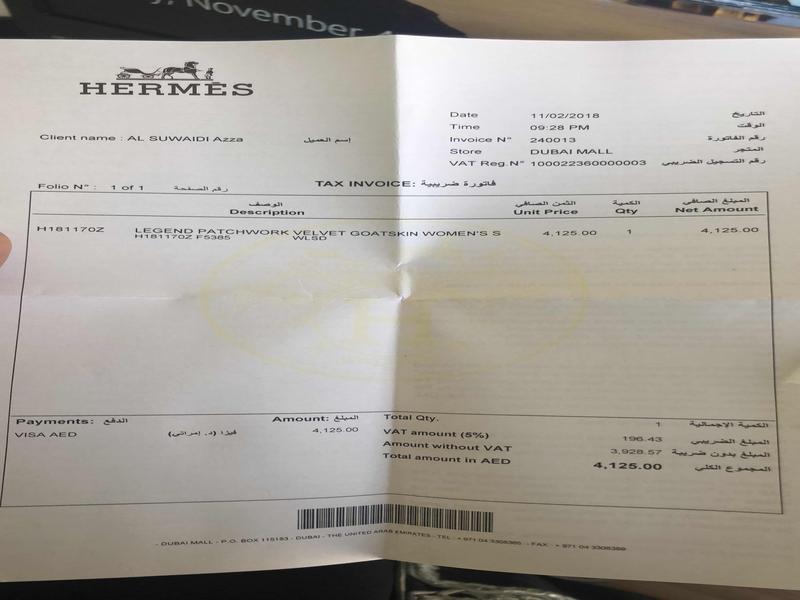 November
HERMÈS
Client name : AL SUWAIDI Azza اسم العميل
Date 11/02/2018 التاريخ
Time 09:28 PM الوقت
Invoice N° 240013 رقم الفاتورة
Store DUBAI MALL المتجر
VAT Reg.N° 100022360000003 رقم التسجيل الضريبي
Folio N° : 1 of 1 رقم الصفحة
TAX INVOICE: فاتورة ضريبية
الوصف الثمن الصافي الكمية المبلغ الصافي
Description Unit Price Qty Net Amount
H181170Z LEGEND PATCHWORK VELVET GOATSKIN WOMEN'S S 4,125.00 1 4,125.00
H181170Z F5385 WLSD
Payments: الدفع Amount: المبلغ
VISA AED فيزا (د. إمراتي) 4,125.00
Total Qty. 1 الكمية الاجمالية
VAT amount (5%) 196.43 المبلغ الضريبي
Amount without VAT 3,928.57 المبلغ بدون ضريبة
Total amount in AED 4,125.00 المجموع الكلي
- DUBAI MALL - P.O. BOX 115183 - DUBAI - THE UNITED ARAB EMIRATES - TEL : + 971 04 3308385 - FAX : + 971 04 3308389